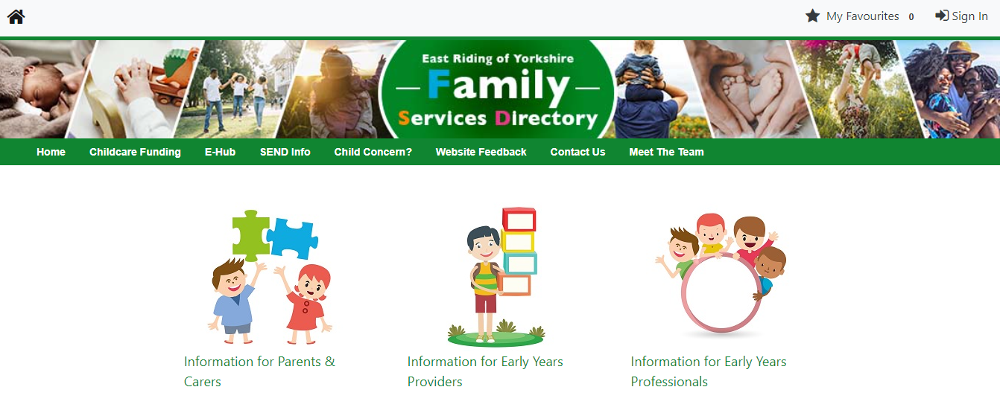 My Favourites 0 Sign In
East Riding of Yorkshire
Family
Services Directory
Home Childcare Funding E-Hub SEND Info Child Concern? Website Feedback Contact Us Meet The Team
Information for Parents &
Carers
Information for Early Years
Providers
Information for Early Years
Professionals